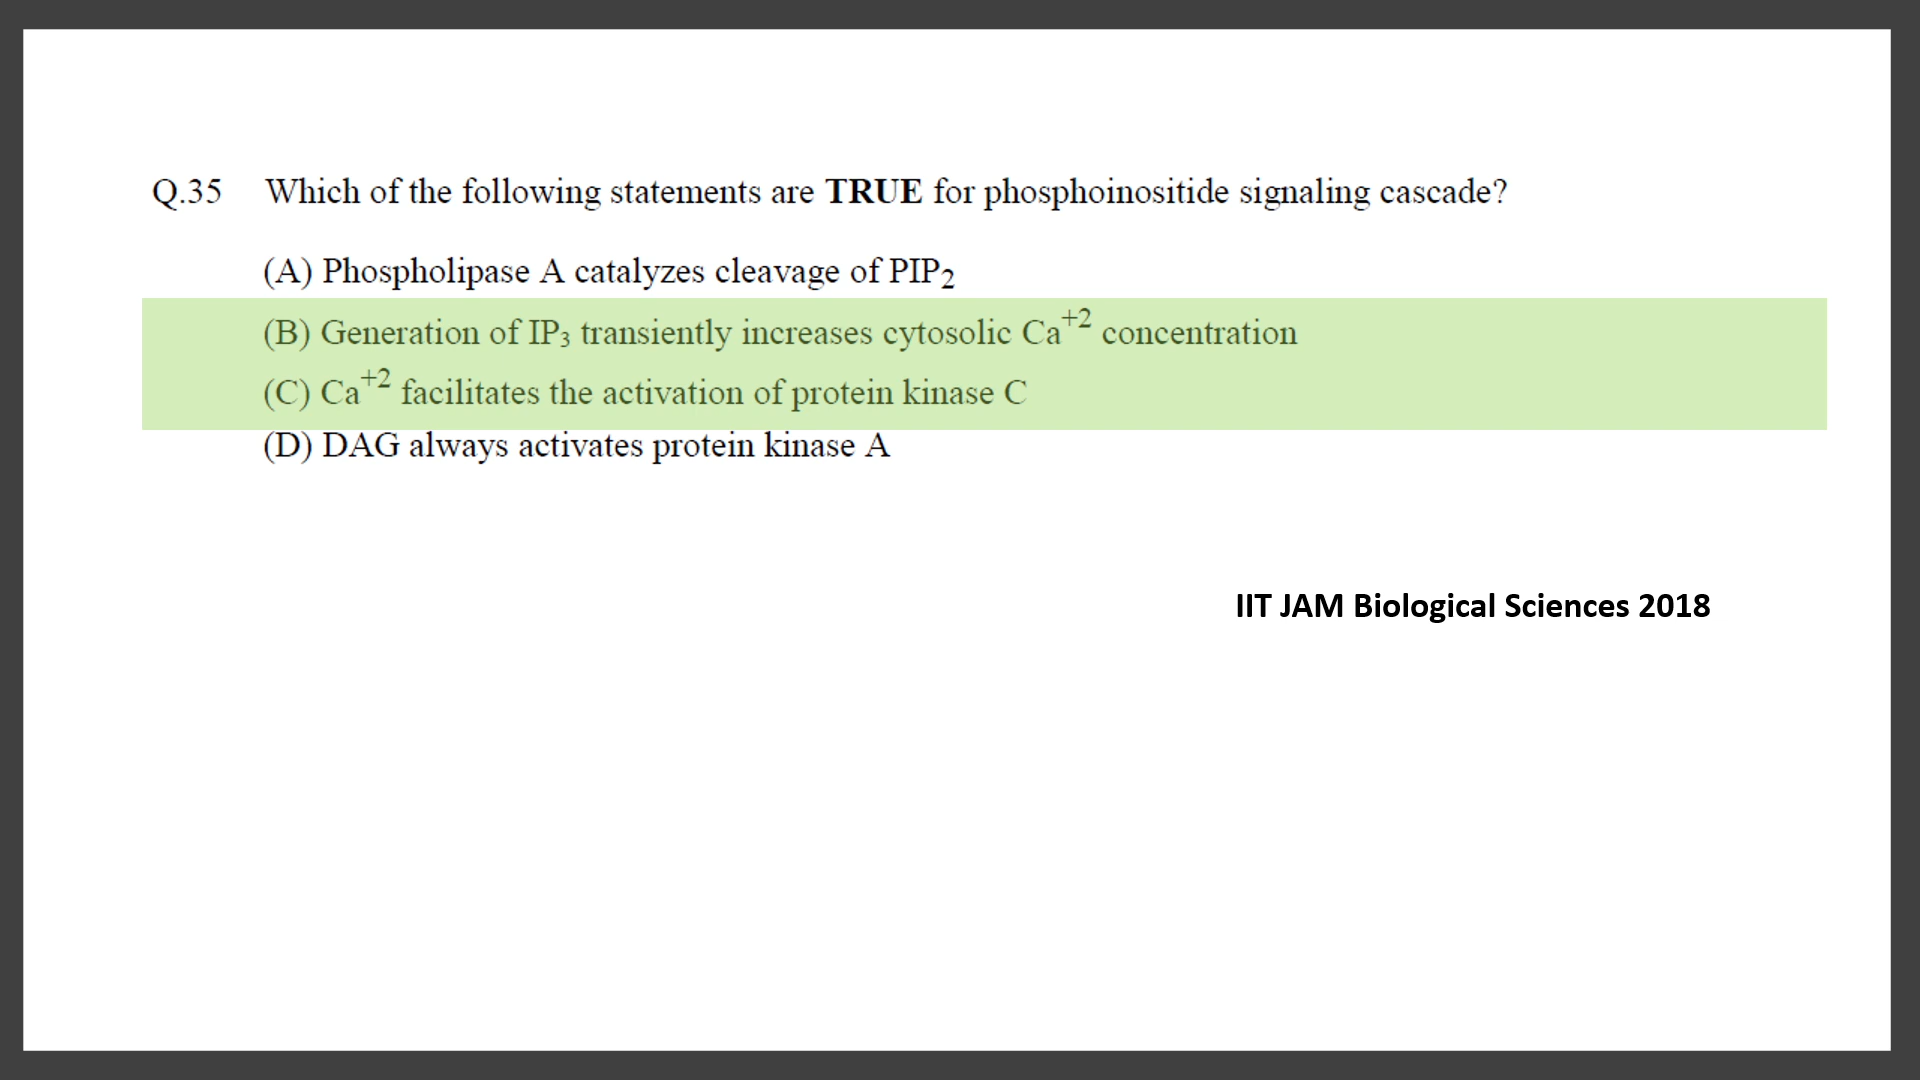 Q.35 Which of the following statements are TRUE for phosphoinositide signaling cascade?
(A) Phospholipase A catalyzes cleavage of PIP₂
(B) Generation of IP₃ transiently increases cytosolic Ca⁺² concentration
(C) Ca⁺² facilitates the activation of protein kinase C
(D) DAG always activates protein kinase A
IIT JAM Biological Sciences 2018